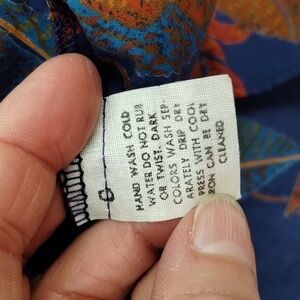 HAND WASH COLD
WATER DO NOT RUB
OR TWIST. DARK
COLORS WASH SEP-
ARATELY DRIP DRY
PRESS WITH COOL
IRON CAN BE DRY
CLEANED